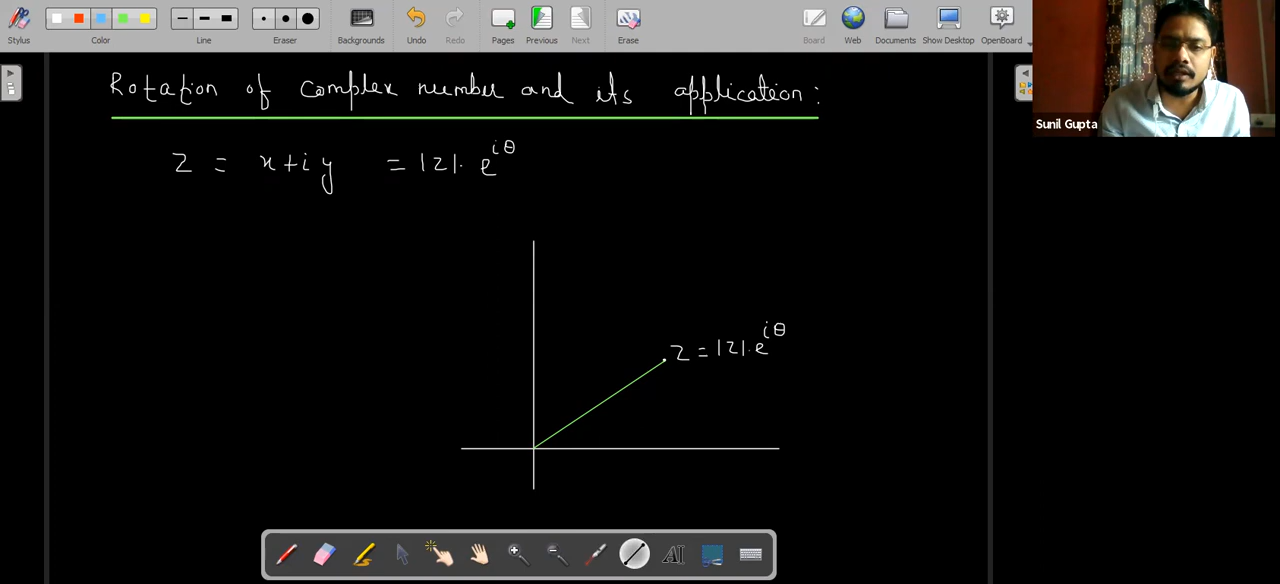 Stylus Color Line Eraser Backgrounds Undo Redo Pages Previous Next Erase Board Web Documents Show Desktop OpenBoard
Sunil Gupta
Rotation of complex number and its application:
z = x+iy = |z|. e^{iθ}
z = |z|.e^{iθ}
AI